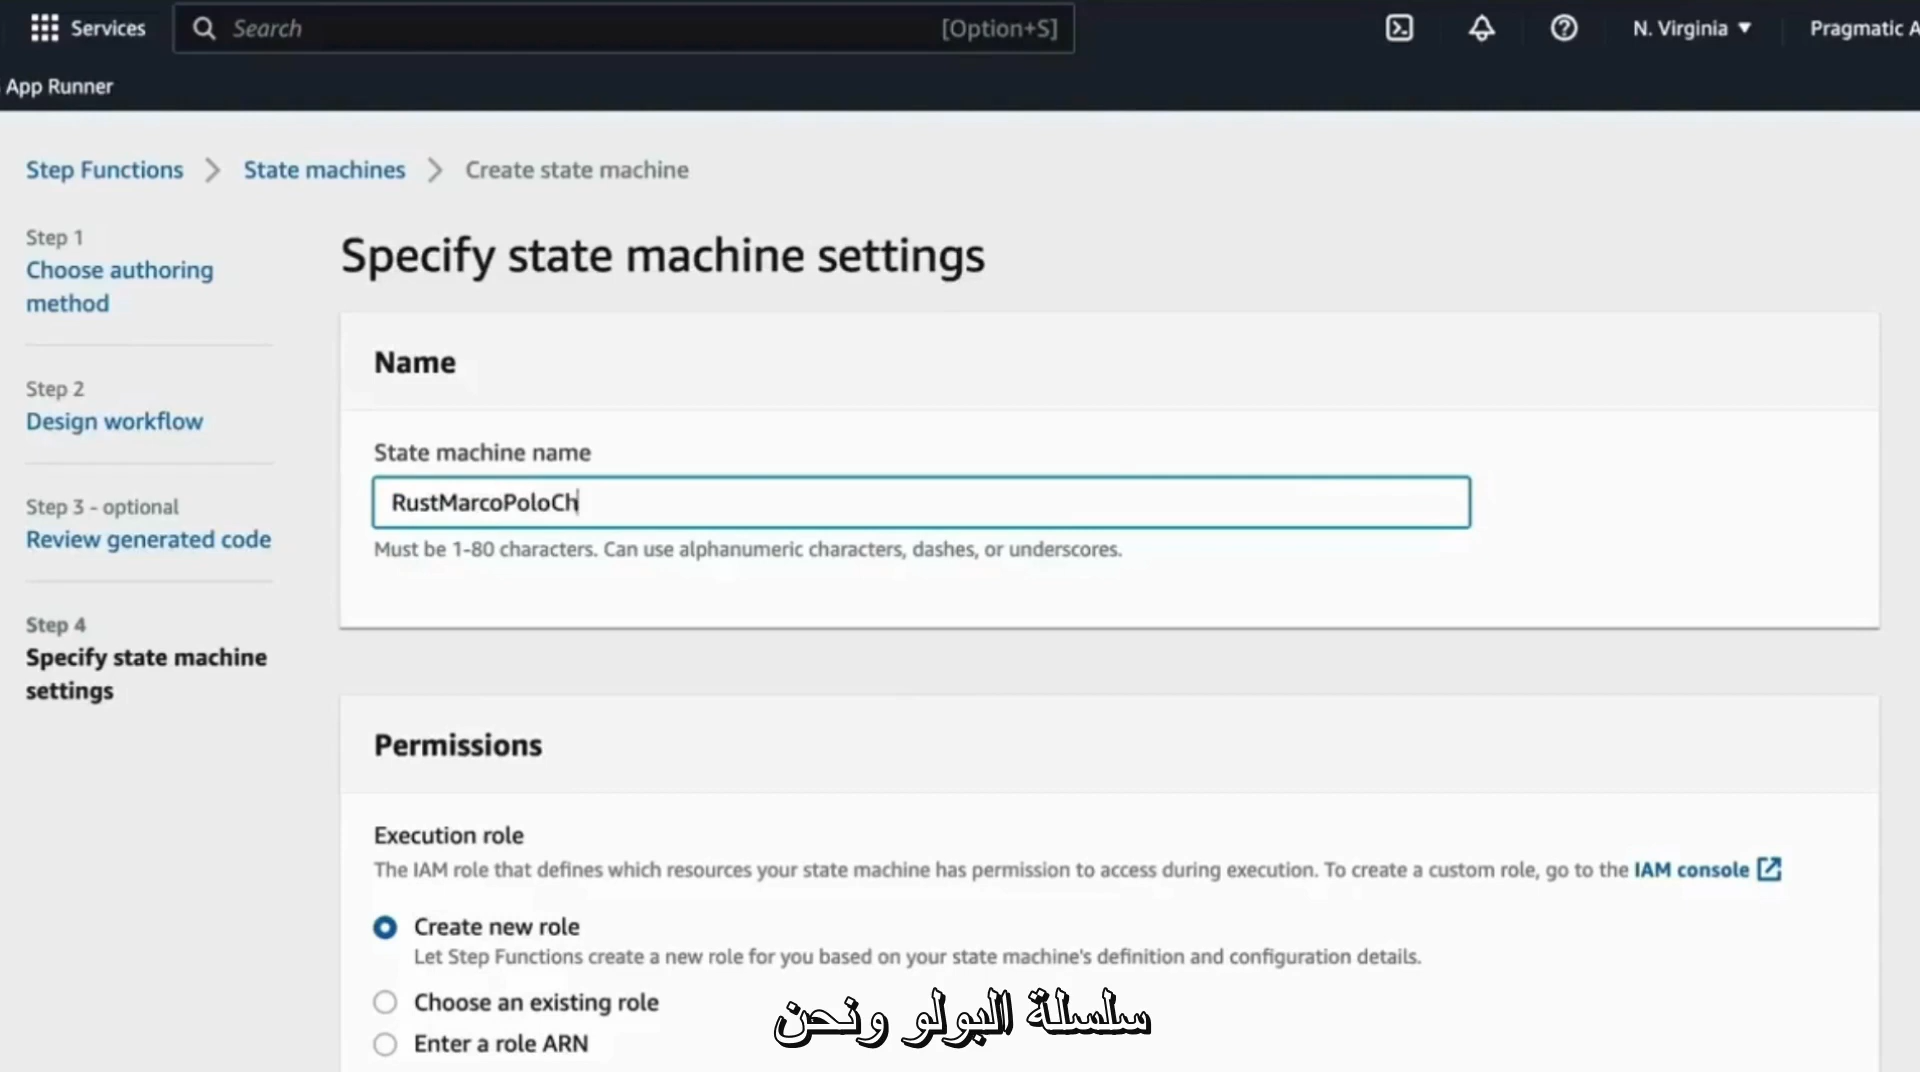 Services
Search [Option+S]
N. Virginia ▼
Pragmatic A
App Runner
Step Functions > State machines > Create state machine
Step 1
Choose authoring
method
Step 2
Design workflow
Step 3 - optional
Review generated code
Step 4
Specify state machine
settings
Specify state machine settings
Name
State machine name
RustMarcoPoloCh
Must be 1-80 characters. Can use alphanumeric characters, dashes, or underscores.
Permissions
Execution role
The IAM role that defines which resources your state machine has permission to access during execution. To create a custom role, go to the IAM console
Create new role
Let Step Functions create a new role for you based on your state machine's definition and configuration details.
Choose an existing role
Enter a role ARN
سلسلة البولو ونحن